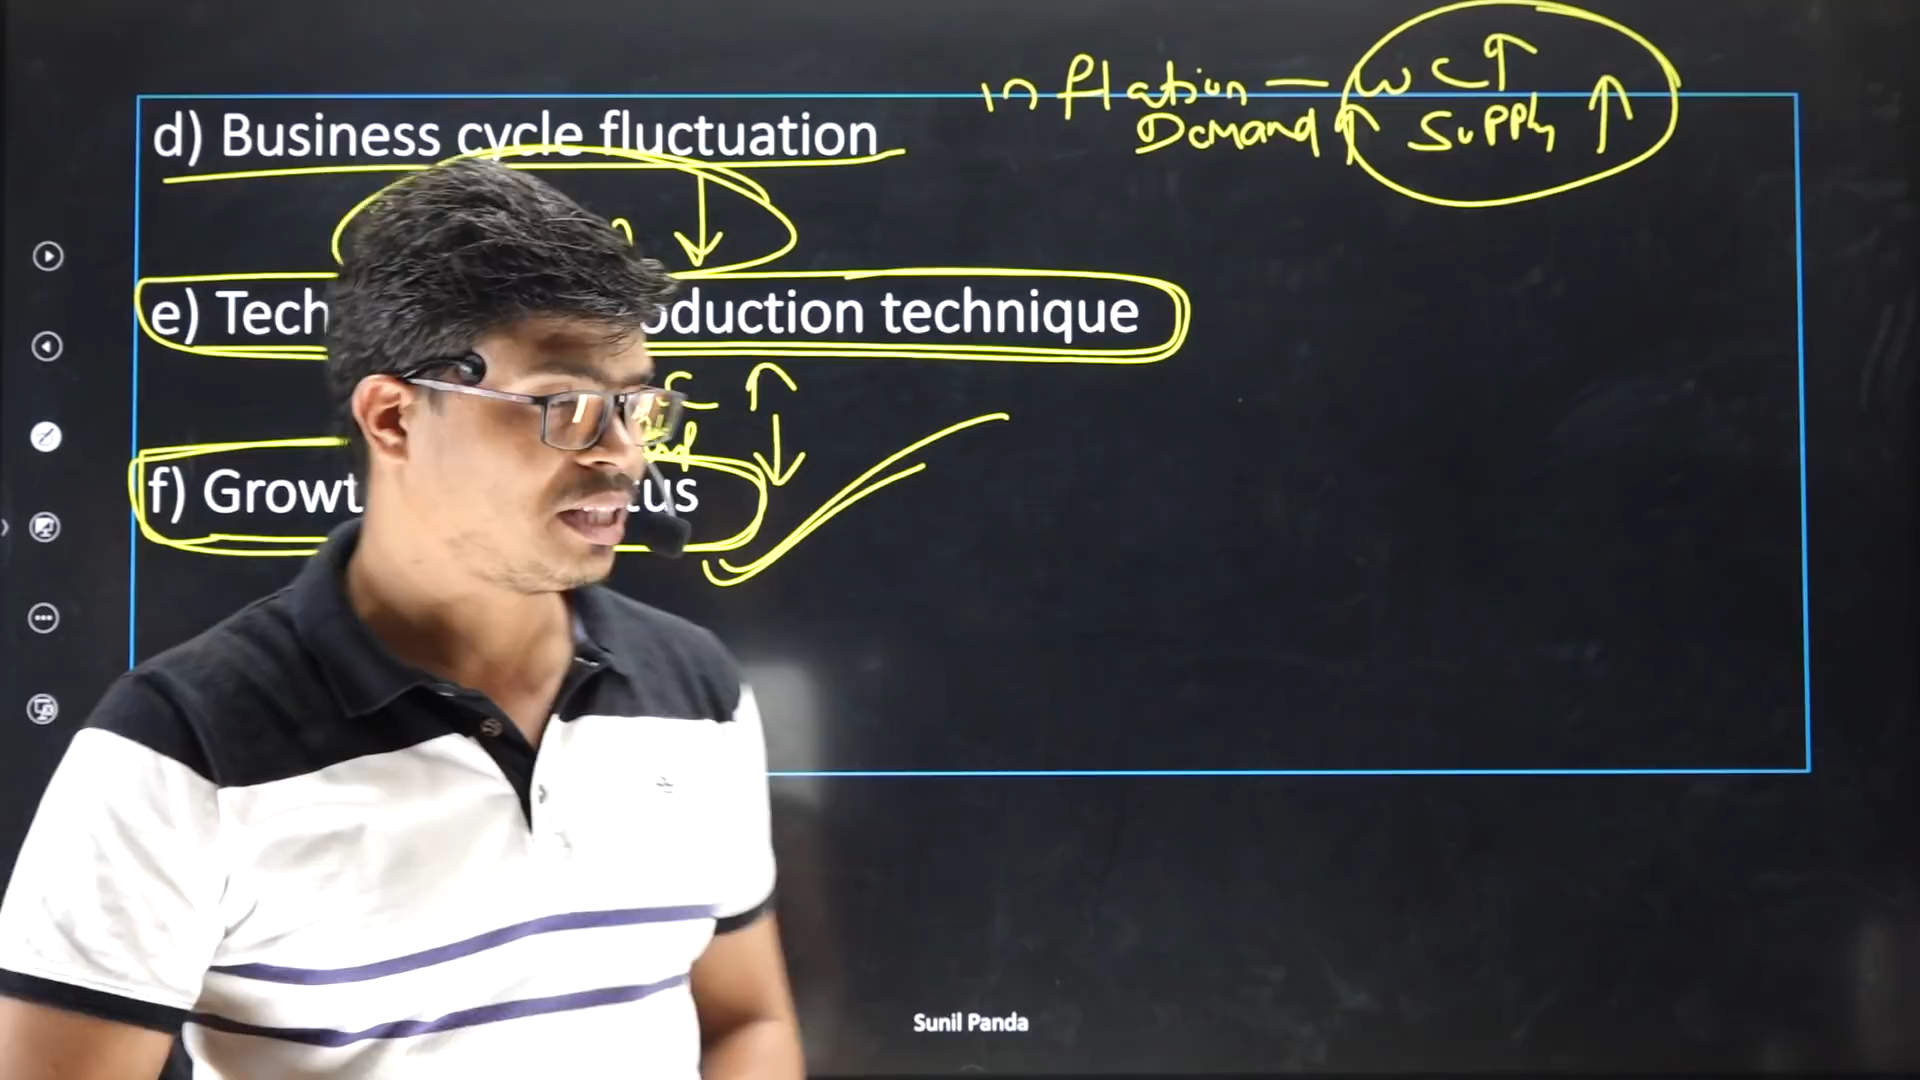 inflation — WC ↑
Demand ↑ Supply ↑
d) Business cycle fluctuation
e) Tech oduction technique
C ↑
f) Growt tus
Sunil Panda